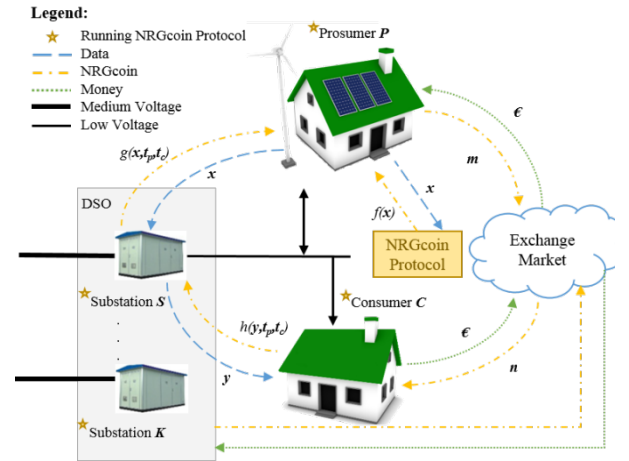 Legend:
Running NRGcoin Protocol
Data
NRGcoin
Money
Medium Voltage
Low Voltage
Prosumer P
€
g(x,tp,tc)
x
m
x
f(x)
DSO
NRGcoin
Protocol
Exchange
Market
Substation S
Consumer C
h(y,tp,tc)
€
y
n
Substation K